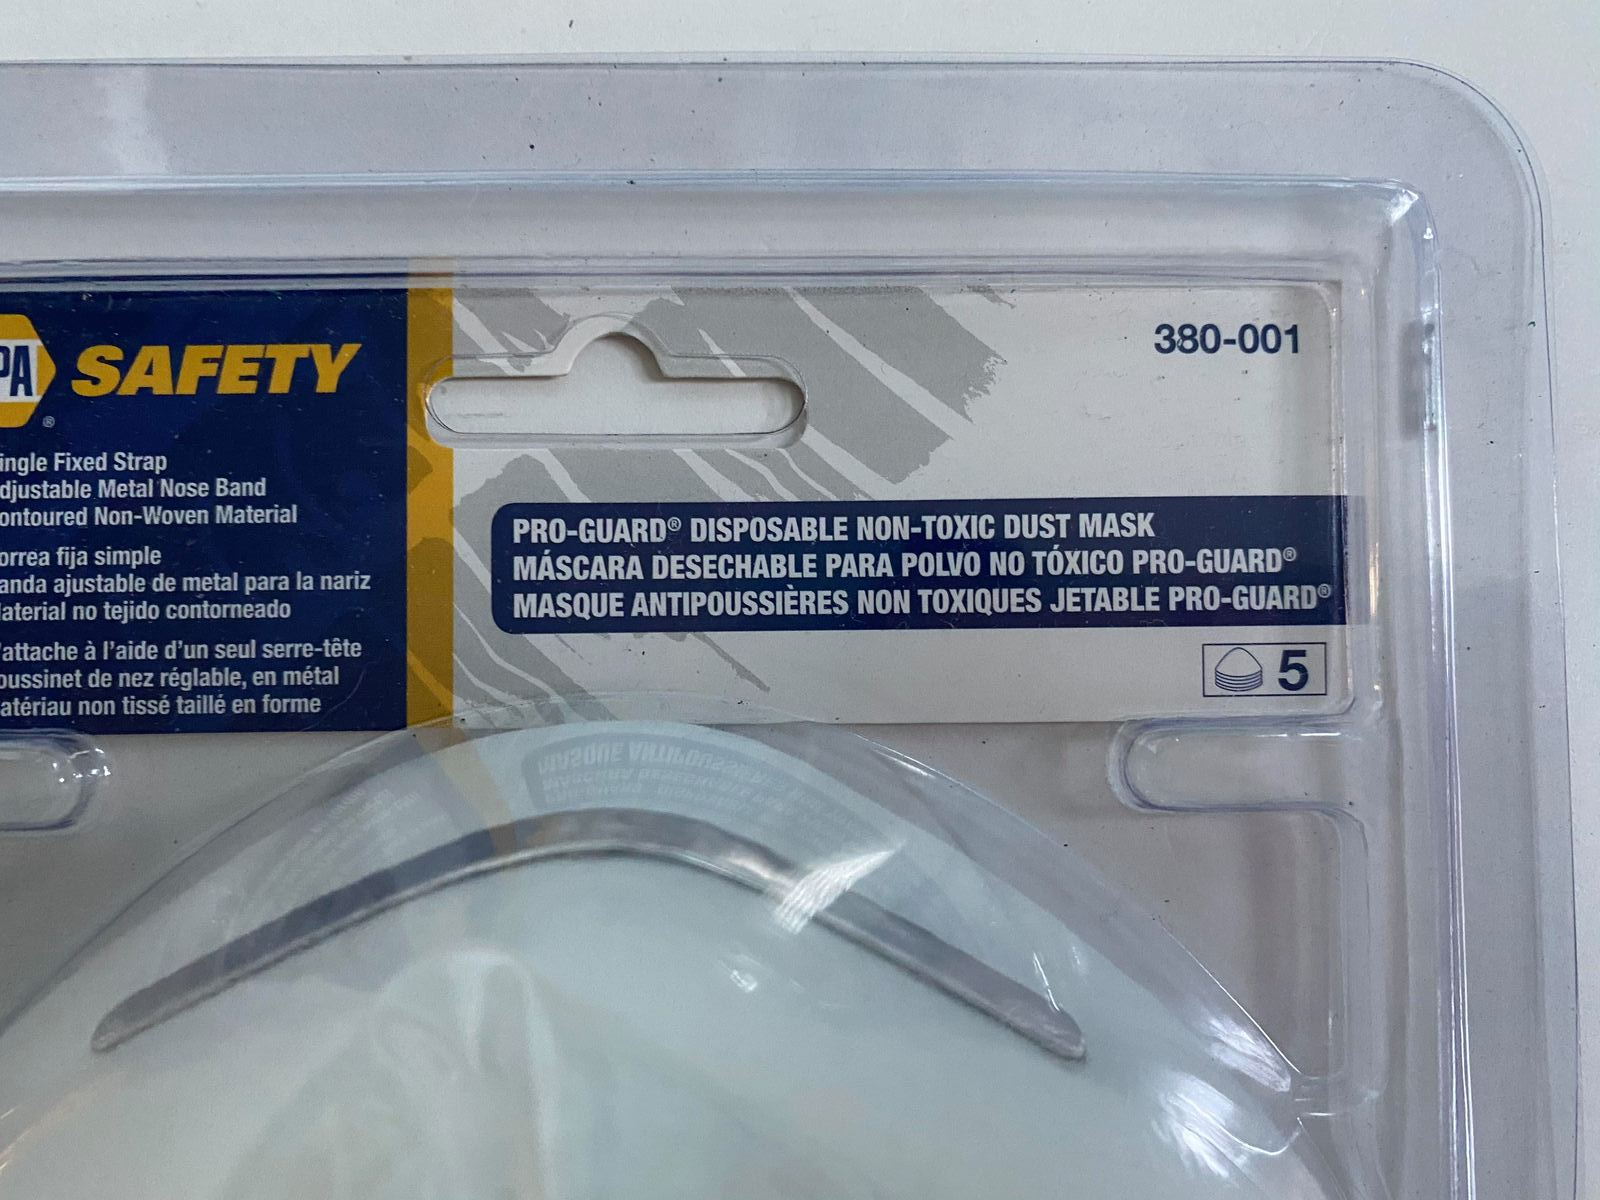 PA SAFETY
®
ingle Fixed Strap
djustable Metal Nose Band
ontoured Non-Woven Material
orrea fija simple
anda ajustable de metal para la nariz
aterial no tejido contorneado
'attache à l'aide d'un seul serre-tête
oussinet de nez réglable, en métal
atériau non tissé taillé en forme
380-001
PRO-GUARD® DISPOSABLE NON-TOXIC DUST MASK
MÁSCARA DESECHABLE PARA POLVO NO TÓXICO PRO-GUARD®
MASQUE ANTIPOUSSIÈRES NON TOXIQUES JETABLE PRO-GUARD®
5